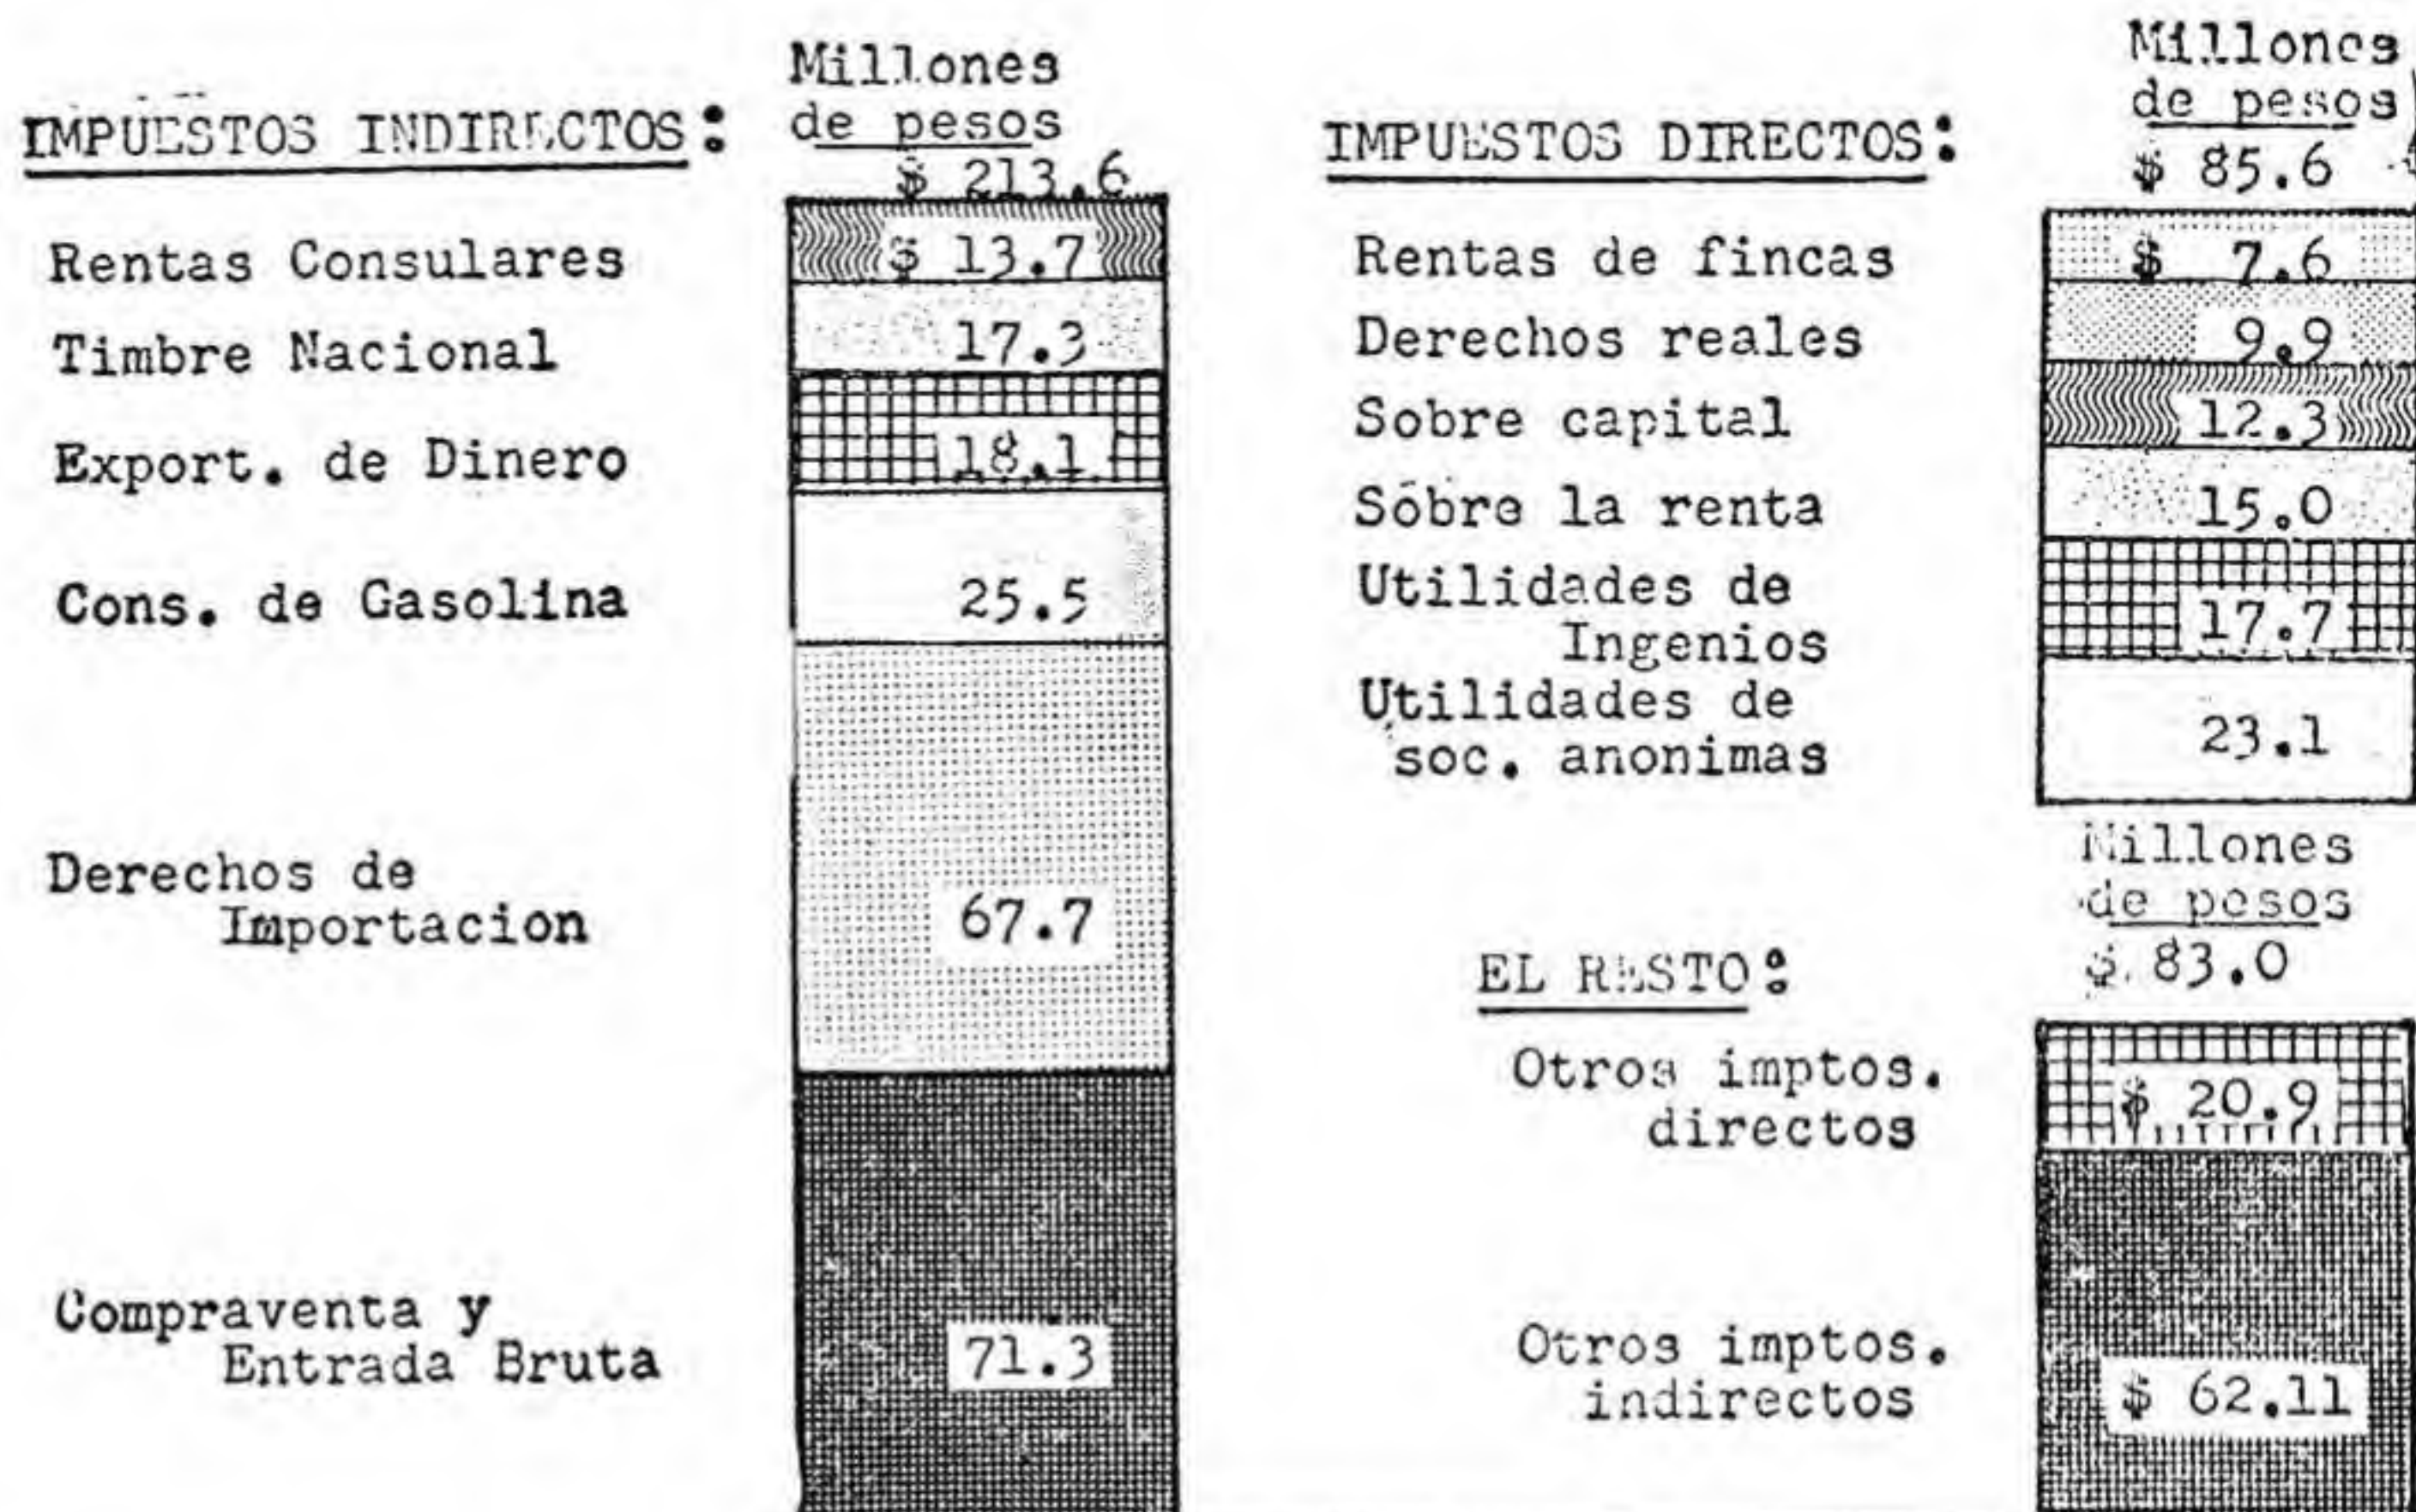 IMPUESTOS INDIRECTOS:
Millones
de pesos
$ 213.6
Rentas Consulares
$ 13.7
Timbre Nacional
17.3
Export. de Dinero
18.1
Cons. de Gasolina
25.5
Derechos de
Importacion
67.7
Compraventa y
Entrada Bruta
71.3
IMPUESTOS DIRECTOS:
Millones
de pesos
$ 85.6
Rentas de fincas
$ 7.6
Derechos reales
9.9
Sobre capital
12.3
Sobre la renta
15.0
Utilidades de
Ingenios
17.7
Utilidades de
soc. anonimas
23.1
EL RESTO:
Millones
de pesos
$ 83.0
Otros imptos.
directos
$ 20.9
Otros imptos.
indirectos
$ 62.11